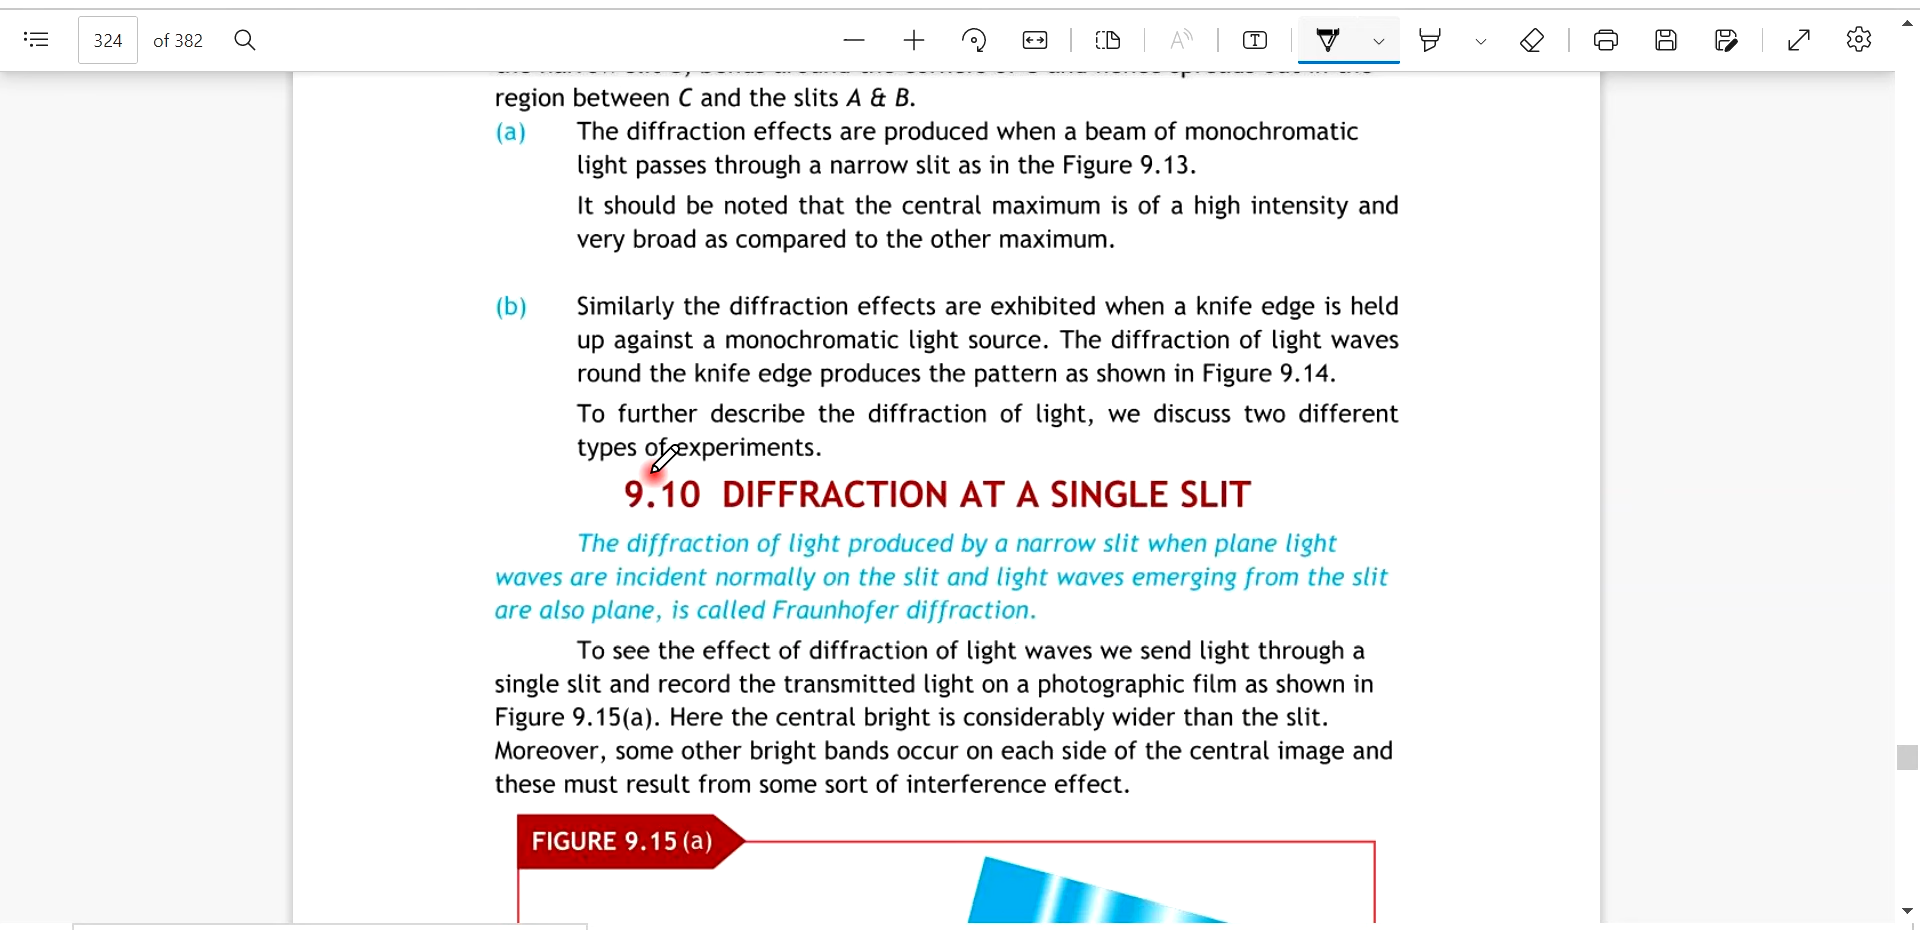 324 of 382
region between C and the slits A & B.
(a) The diffraction effects are produced when a beam of monochromatic
light passes through a narrow slit as in the Figure 9.13.
It should be noted that the central maximum is of a high intensity and
very broad as compared to the other maximum.
(b) Similarly the diffraction effects are exhibited when a knife edge is held
up against a monochromatic light source. The diffraction of light waves
round the knife edge produces the pattern as shown in Figure 9.14.
To further describe the diffraction of light, we discuss two different
types of experiments.
9.10 DIFFRACTION AT A SINGLE SLIT
The diffraction of light produced by a narrow slit when plane light
waves are incident normally on the slit and light waves emerging from the slit
are also plane, is called Fraunhofer diffraction.
To see the effect of diffraction of light waves we send light through a
single slit and record the transmitted light on a photographic film as shown in
Figure 9.15(a). Here the central bright is considerably wider than the slit.
Moreover, some other bright bands occur on each side of the central image and
these must result from some sort of interference effect.
FIGURE 9.15 (a)